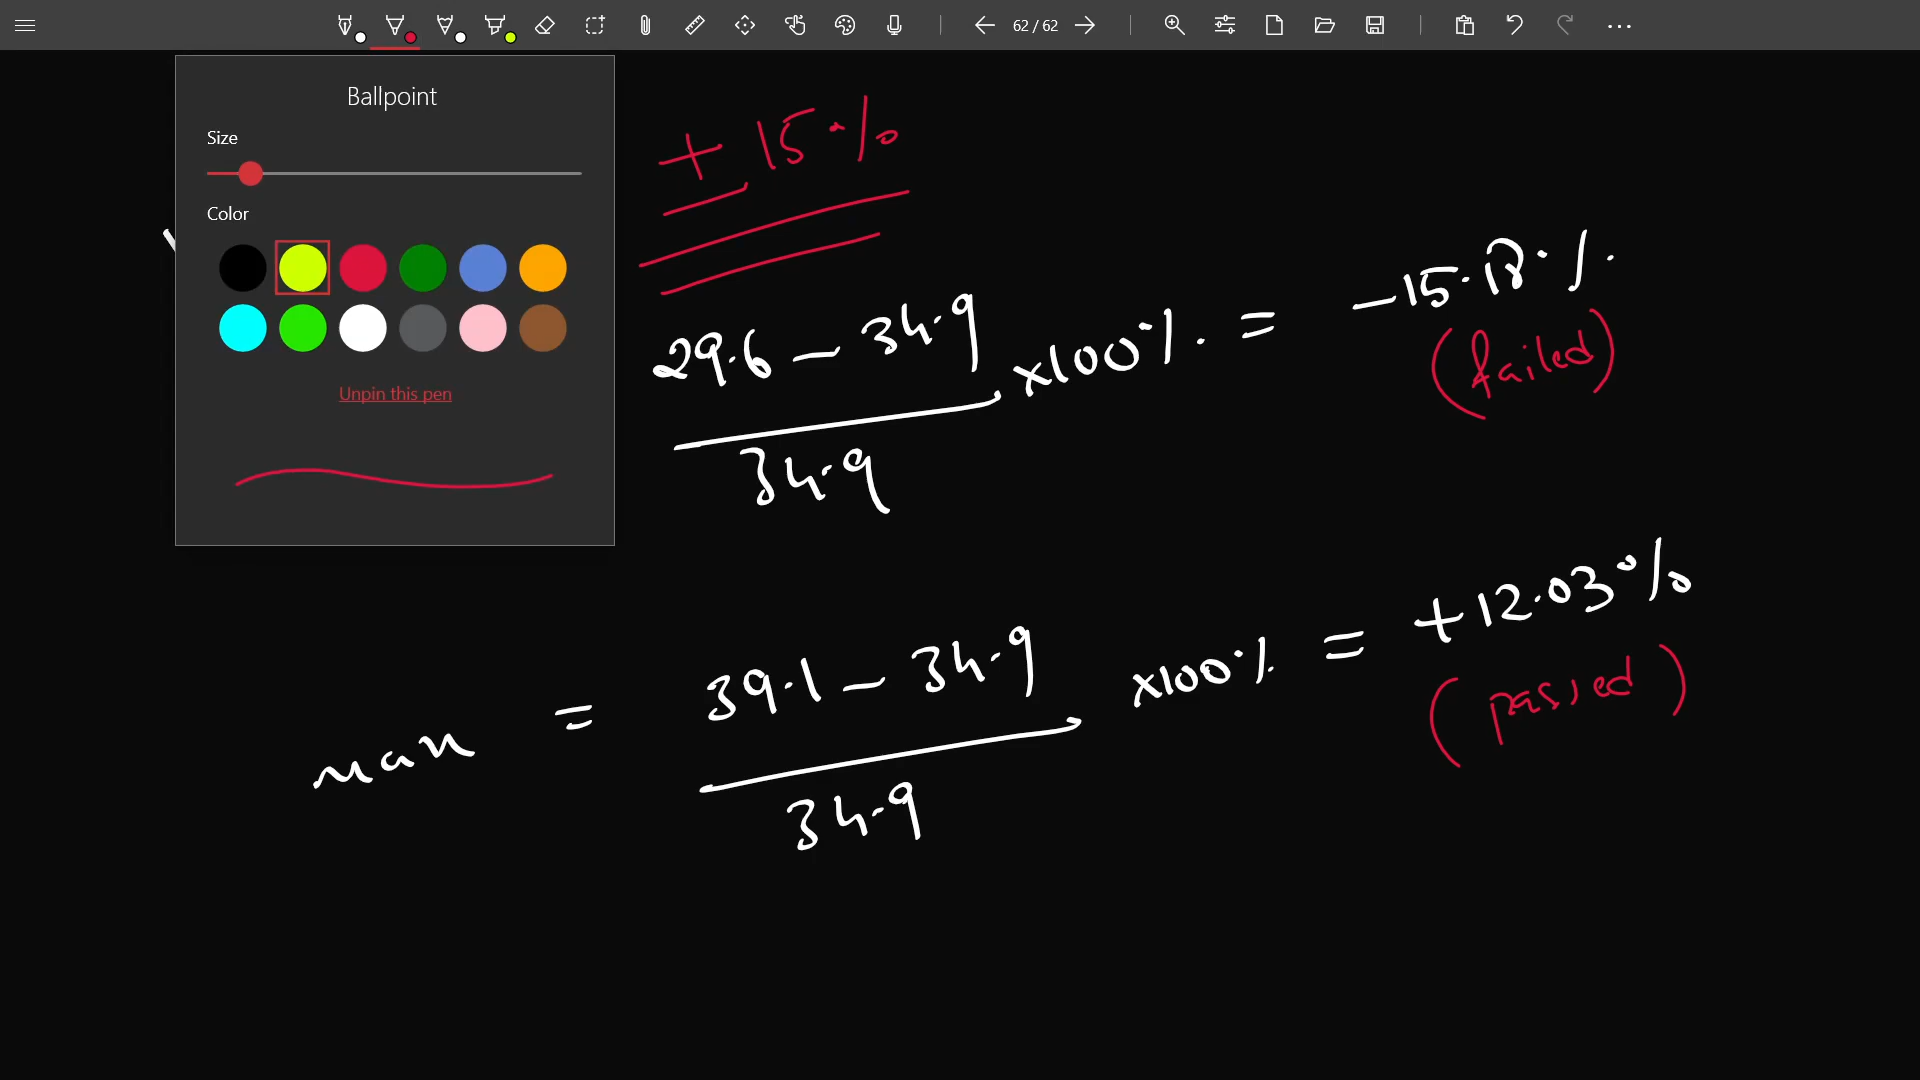 62 / 62
Ballpoint
Size
Color
Unpin this pen
+ 15%
29.6 - 34.9
34.9
x100% = -15.18%
(failed)
man = 39.1 - 34.9
34.9
x100% = +12.03%
(passed)